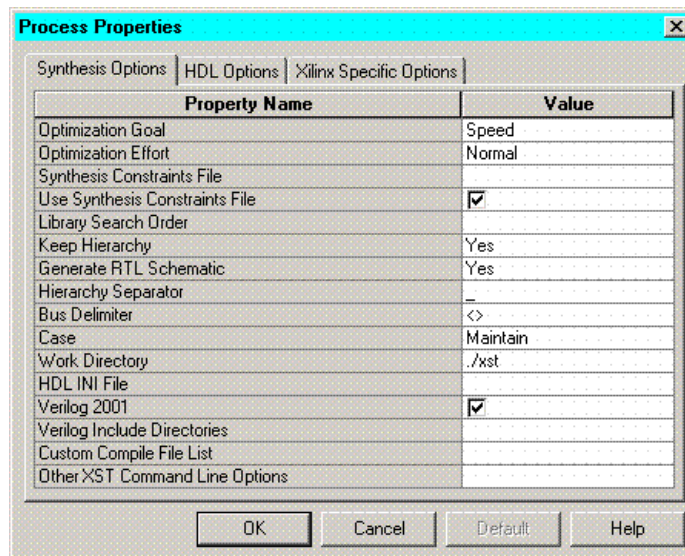 Process Properties
Synthesis Options HDL Options Xilinx Specific Options
Property Name Value
Optimization Goal Speed
Optimization Effort Normal
Synthesis Constraints File
Use Synthesis Constraints File
Library Search Order
Keep Hierarchy Yes
Generate RTL Schematic Yes
Hierarchy Separator _
Bus Delimiter <>
Case Maintain
Work Directory ./xst
HDL INI File
Verilog 2001
Verilog Include Directories
Custom Compile File List
Other XST Command Line Options
OK Cancel Default Help